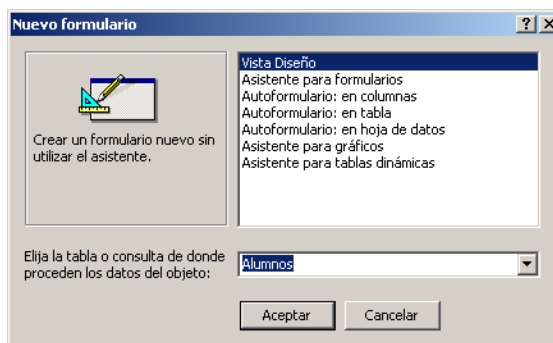 Nuevo formulario
Crear un formulario nuevo sin
utilizar el asistente.
Vista Diseño
Asistente para formularios
Autoformulario: en columnas
Autoformulario: en tabla
Autoformulario: en hoja de datos
Asistente para gráficos
Asistente para tablas dinámicas
Elija la tabla o consulta de donde
proceden los datos del objeto:
Alumnos
Aceptar
Cancelar